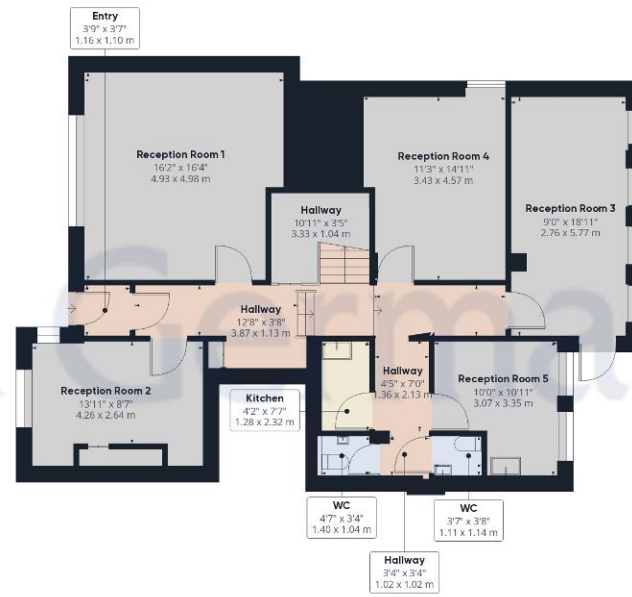 Entry
3'9" x 3'7"
1.16 x 1.10 m
Reception Room 1
16'2" x 16'4"
4.93 x 4.98 m
Reception Room 4
11'3" x 14'11"
3.43 x 4.57 m
Hallway
10'11" x 3'5"
3.33 x 1.04 m
Reception Room 3
9'0" x 18'11"
2.76 x 5.77 m
Hallway
12'8" x 3'8"
3.87 x 1.13 m
Reception Room 2
13'11" x 8'7"
4.26 x 2.64 m
Kitchen
4'2" x 7'7"
1.28 x 2.32 m
Hallway
4'5" x 7'0"
1.36 x 2.13 m
Reception Room 5
10'0" x 10'11"
3.07 x 3.35 m
WC
4'7" x 3'4"
1.40 x 1.04 m
WC
3'7" x 3'8"
1.11 x 1.14 m
Hallway
3'4" x 3'4"
1.02 x 1.02 m
Germa